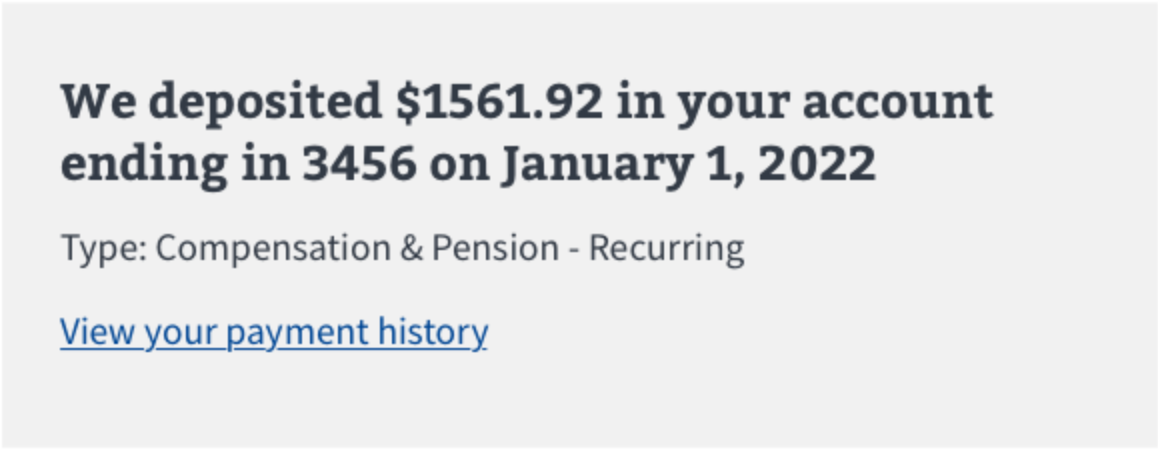 We deposited $1561.92 in your account
ending in 3456 on January 1, 2022
Type: Compensation & Pension - Recurring
View your payment history